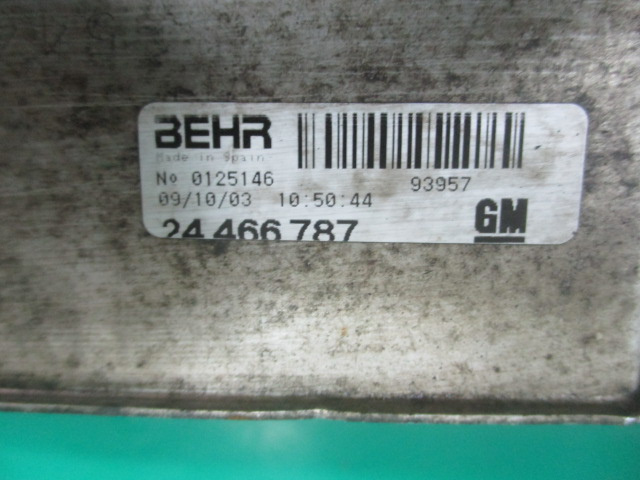 BEHR
Made in Spain
Nº 0125146
93957
09/10/03 10:50:44
24 466 787
GM